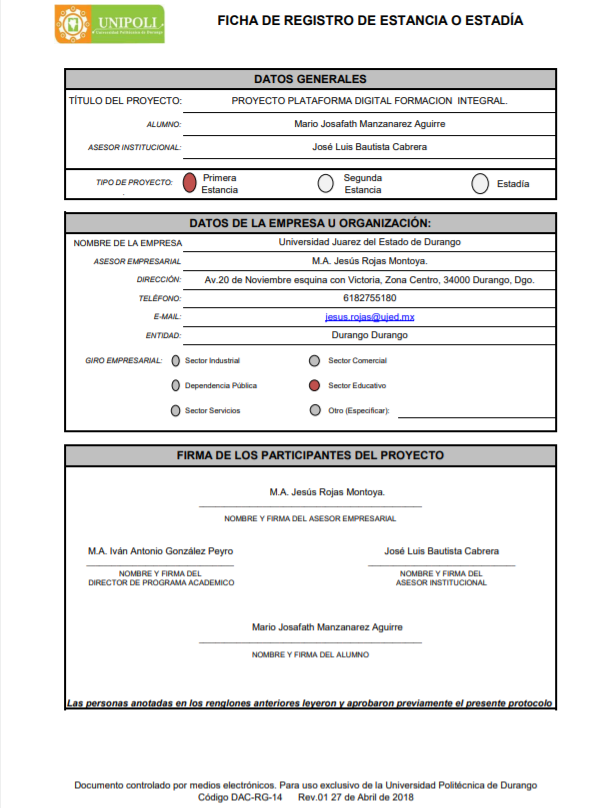 UNIPOLI
Universidad Politécnica de Durango
FICHA DE REGISTRO DE ESTANCIA O ESTADÍA
DATOS GENERALES
TÍTULO DEL PROYECTO: PROYECTO PLATAFORMA DIGITAL FORMACION INTEGRAL.
ALUMNO: Mario Josafath Manzanarez Aguirre
ASESOR INSTITUCIONAL: José Luis Bautista Cabrera
TIPO DE PROYECTO: Primera Estancia Segunda Estancia Estadía
DATOS DE LA EMPRESA U ORGANIZACIÓN:
NOMBRE DE LA EMPRESA Universidad Juarez del Estado de Durango
ASESOR EMPRESARIAL M.A. Jesús Rojas Montoya.
DIRECCIÓN: Av.20 de Noviembre esquina con Victoria, Zona Centro, 34000 Durango, Dgo.
TELÉFONO: 6182755180
E-MAIL: jesus.rojas@ujed.mx
ENTIDAD: Durango Durango
GIRO EMPRESARIAL: Sector Industrial Sector Comercial
Dependencia Pública Sector Educativo
Sector Servicios Otro (Especificar):
FIRMA DE LOS PARTICIPANTES DEL PROYECTO
M.A. Jesús Rojas Montoya.
NOMBRE Y FIRMA DEL ASESOR EMPRESARIAL
M.A. Iván Antonio González Peyro José Luis Bautista Cabrera
NOMBRE Y FIRMA DEL NOMBRE Y FIRMA DEL
DIRECTOR DE PROGRAMA ACADEMICO ASESOR INSTITUCIONAL
Mario Josafath Manzanarez Aguirre
NOMBRE Y FIRMA DEL ALUMNO
Las personas anotadas en los renglones anteriores leyeron y aprobaron previamente el presente protocolo
Documento controlado por medios electrónicos. Para uso exclusivo de la Universidad Politécnica de Durango
Código DAC-RG-14 Rev.01 27 de Abril de 2018